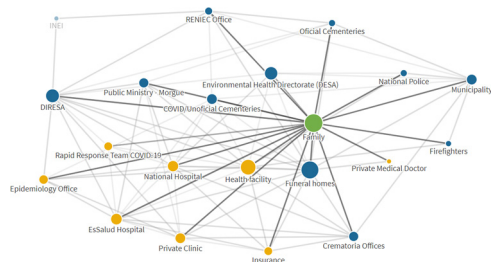 RENIEC Office
INEI
Oficial Cementeries
Environmental Health Directorate (DESA)
National Police
Municipality
Public Ministry - Morgue
DIRESA
COVID/Unoficial Cementeries
Family
Firefighters
Rapid Response Team COVID-19
Private Medical Doctor
National Hospital
Health facility
Funeral homes
Epidemiology Office
EsSalud Hospital
Private Clinic
Crematoria Offices
Insurance